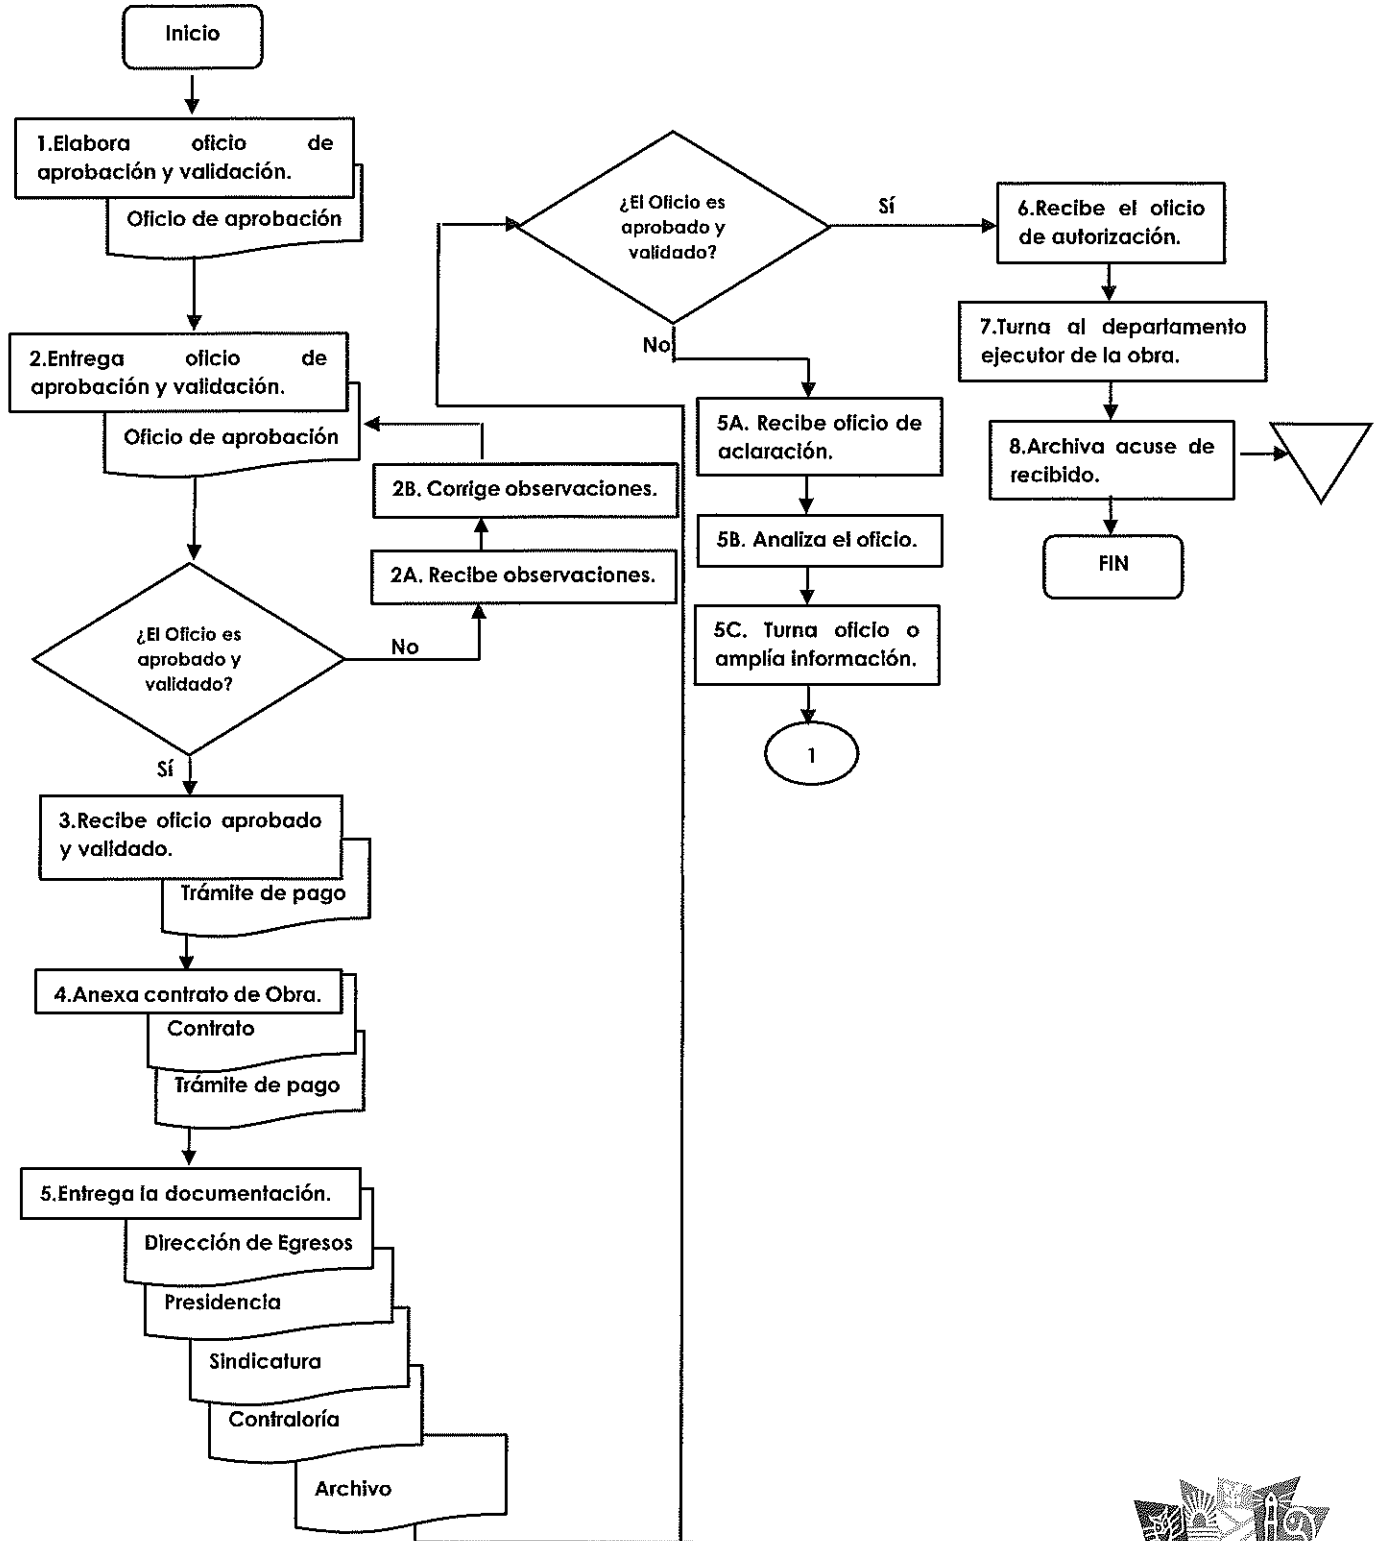 Inicio
1.Elabora oficio de
aprobación y validación.
Oficio de aprobación
2.Entrega oficio de
aprobación y validación.
Oficio de aprobación
2B. Corrige observaciones.
2A. Recibe observaciones.
¿El Oficio es
aprobado y
validado?
No
Sí
3.Recibe oficio aprobado
y validado.
Trámite de pago
4.Anexa contrato de Obra.
Contrato
Trámite de pago
5.Entrega la documentación.
Dirección de Egresos
Presidencia
Sindicatura
Contraloría
Archivo
¿El Oficio es
aprobado y
validado?
Sí
No
5A. Recibe oficio de
aclaración.
5B. Analiza el oficio.
5C. Turna oficio o
amplía información.
1
6.Recibe el oficio
de autorización.
7.Turna al departamento
ejecutor de la obra.
8.Archiva acuse de
recibido.
FIN